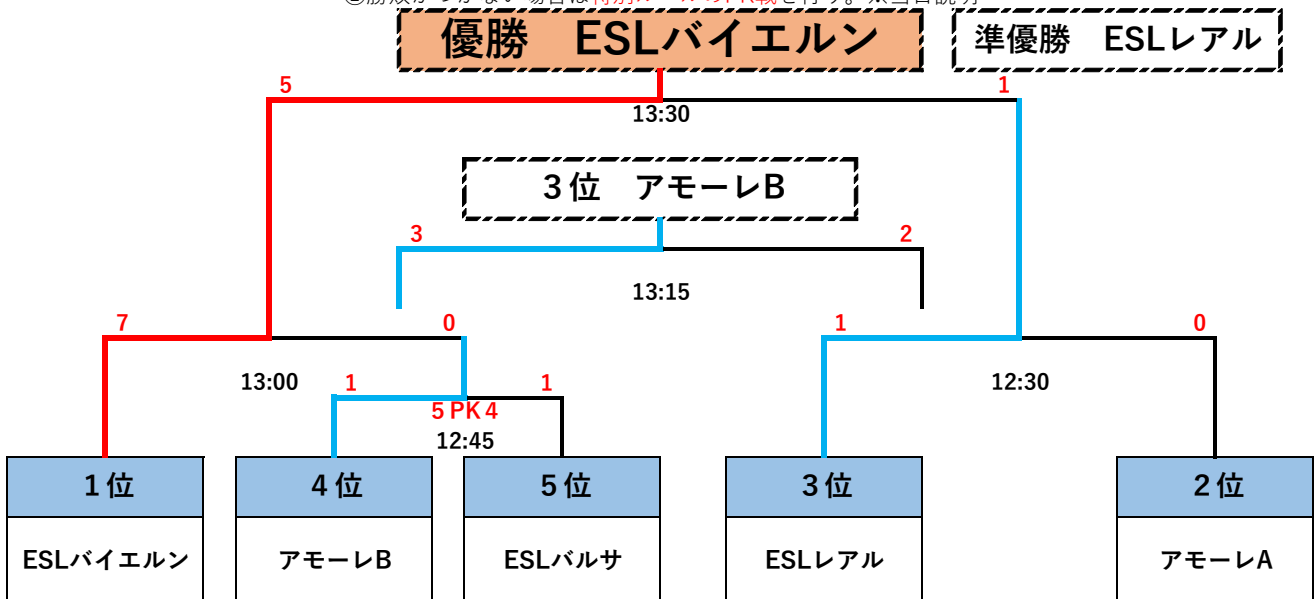 優勝　ESLバイエルン
準優勝　ESLレアル
5
1
13:30
３位　アモーレB
3
2
13:15
7
0
1
0
13:00
1
1
12:30
5 PK 4
12:45
１位
４位
５位
３位
２位
ESLバイエルン
アモーレB
ESLバルサ
ESLレアル
アモーレA